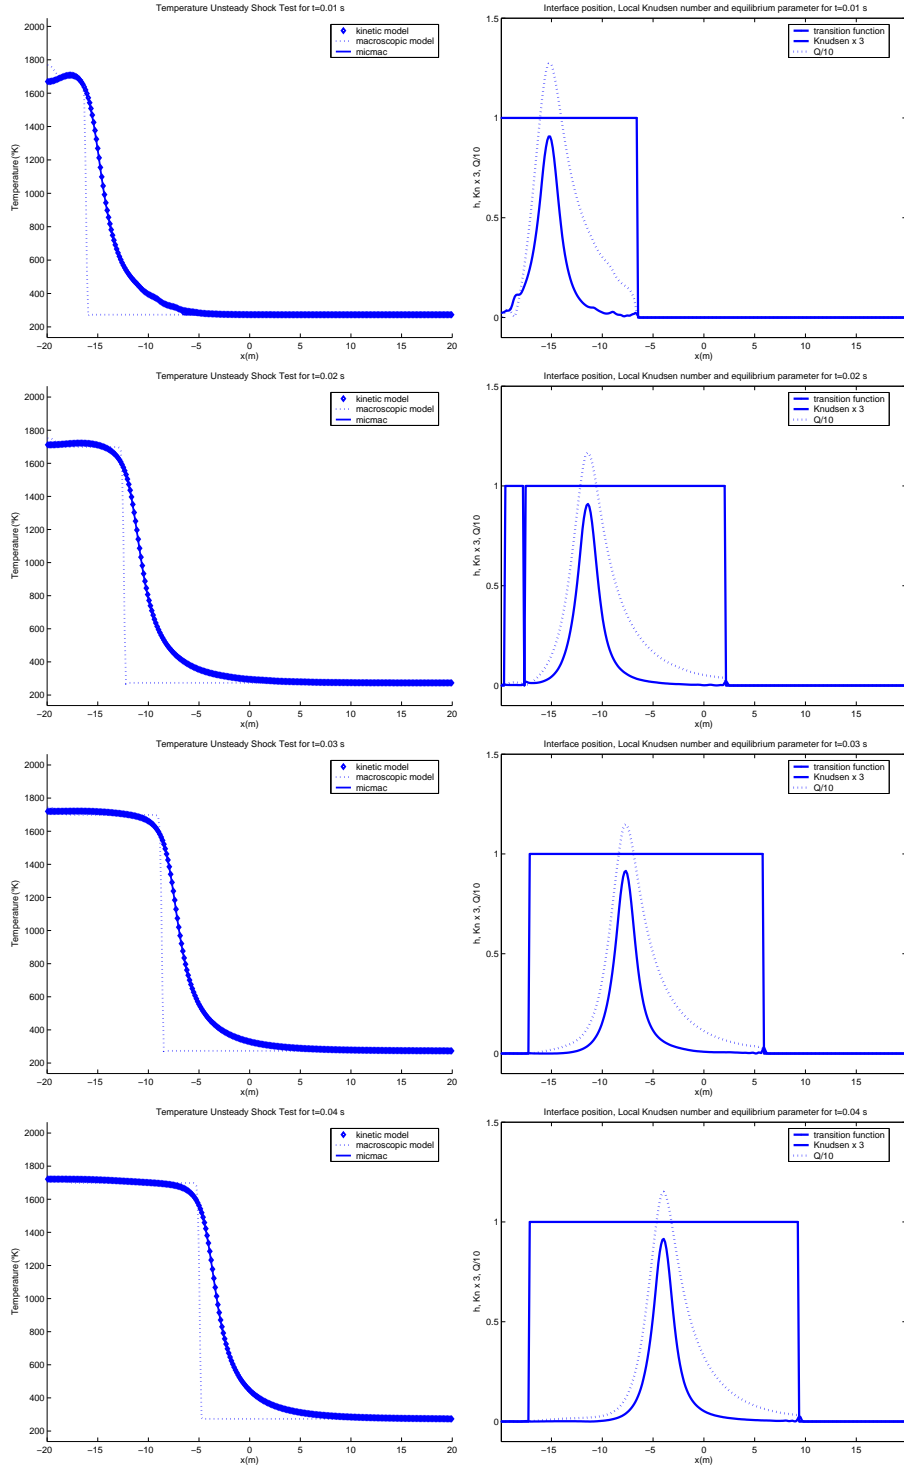 Temperature Unsteady Shock Test for t=0.01 s
kinetic model
macroscopic model
micmac
2000
1800
1600
1400
1200
1000
800
600
400
200
Temperature (°K)
−20 −15 −10 −5 0 5 10 15 20
x(m)
Interface position, Local Knudsen number and equilibrium parameter for t=0.01 s
transition function
Knudsen x 3
Q/10
1.5
1
0.5
0
h, Kn x 3, Q/10
−15 −10 −5 0 5 10 15
x(m)
Temperature Unsteady Shock Test for t=0.02 s
kinetic model
macroscopic model
micmac
2000
1800
1600
1400
1200
1000
800
600
400
200
Temperature (°K)
−20 −15 −10 −5 0 5 10 15 20
x(m)
Interface position, Local Knudsen number and equilibrium parameter for t=0.02 s
transition function
Knudsen x 3
Q/10
1.5
1
0.5
0
h, Kn x 3, Q/10
−15 −10 −5 0 5 10 15
x(m)
Temperature Unsteady Shock Test for t=0.03 s
kinetic model
macroscopic model
micmac
2000
1800
1600
1400
1200
1000
800
600
400
200
Temperature (°K)
−20 −15 −10 −5 0 5 10 15 20
x(m)
Interface position, Local Knudsen number and equilibrium parameter for t=0.03 s
transition function
Knudsen x 3
Q/10
1.5
1
0.5
0
h, Kn x 3, Q/10
−15 −10 −5 0 5 10 15
x(m)
Temperature Unsteady Shock Test for t=0.04 s
kinetic model
macroscopic model
micmac
2000
1800
1600
1400
1200
1000
800
600
400
200
Temperature (°K)
−20 −15 −10 −5 0 5 10 15 20
x(m)
Interface position, Local Knudsen number and equilibrium parameter for t=0.04 s
transition function
Knudsen x 3
Q/10
1.5
1
0.5
0
h, Kn x 3, Q/10
−15 −10 −5 0 5 10 15
x(m)